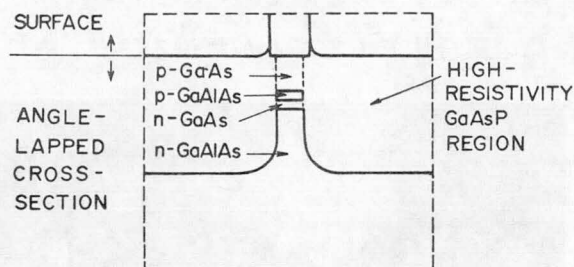 SURFACE
p-GaAs
p-GaAlAs
n-GaAs
n-GaAlAs
ANGLE-
LAPPED
CROSS-
SECTION
HIGH-
RESISTIVITY
GaAsP
REGION